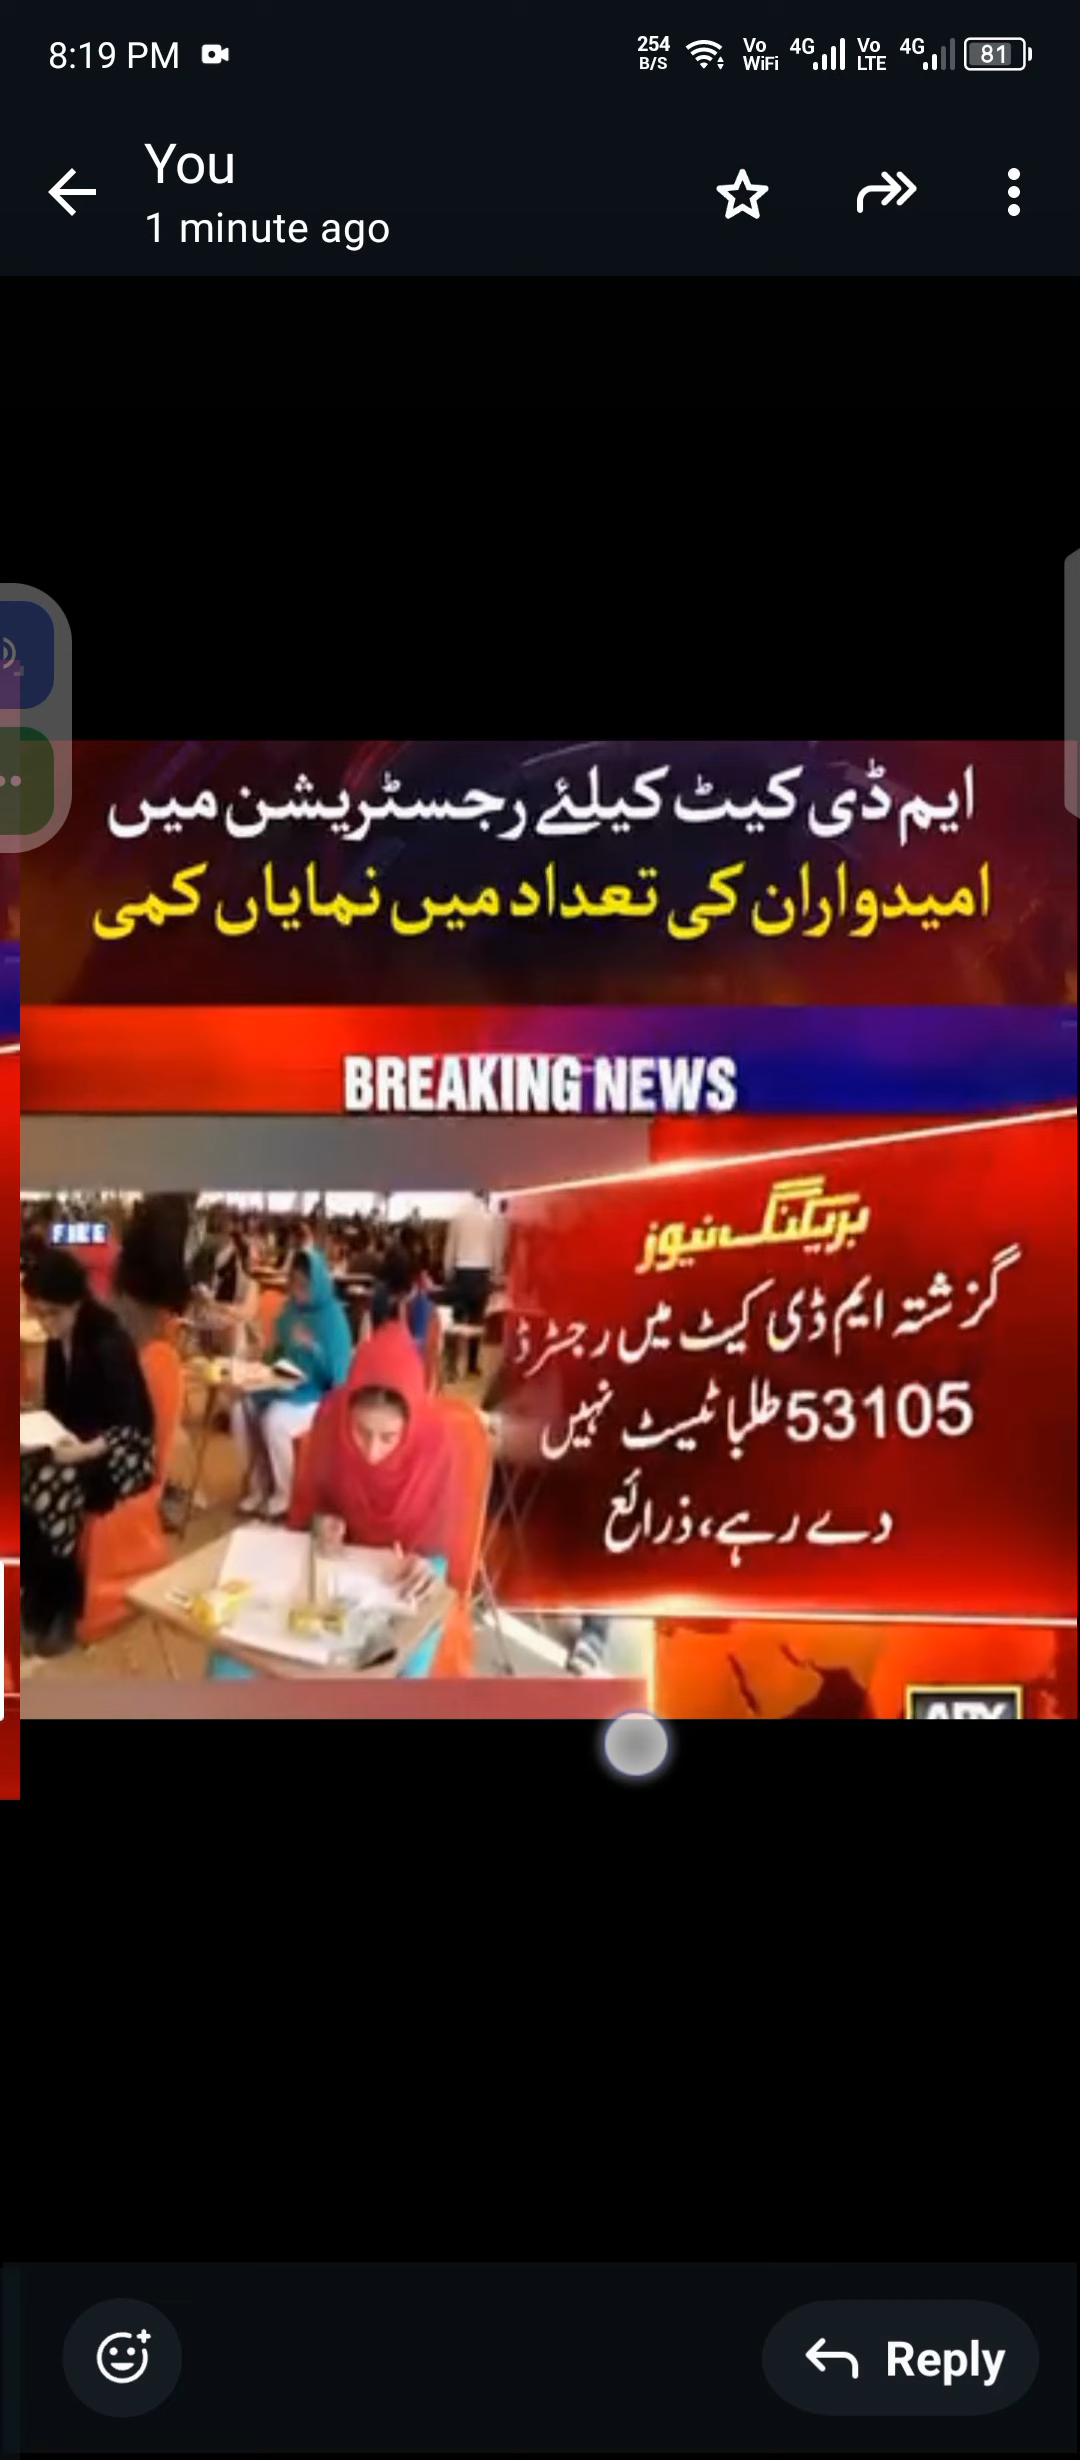 8:19 PM
254 B/S
Vo WiFi
4G
Vo LTE
4G
81
You
1 minute ago
ایم ڈی کیٹ کیلئے رجسٹریشن میں
امیدواران کی تعداد میں نمایاں کمی
BREAKING NEWS
بریکنگ نیوز
گزشتہ ایم ڈی کیٹ میں رجسٹرڈ
53105 طلبا ٹیسٹ نہیں
دے رہے، ذرائع
ARY
Reply